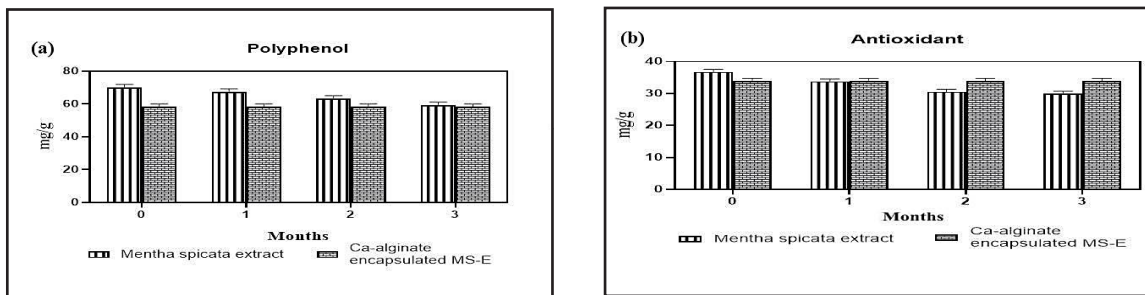 (a)
Polyphenol
80
60
40
20
0
mg/g
0 1 2 3
Months
Mentha spicata extract
Ca-alginate
encapsulated MS-E
(b)
Antioxidant
40
30
20
10
0
mg/g
0 1 2 3
Months
Mentha spicata extract
Ca-alginate
encapsulated MS-E